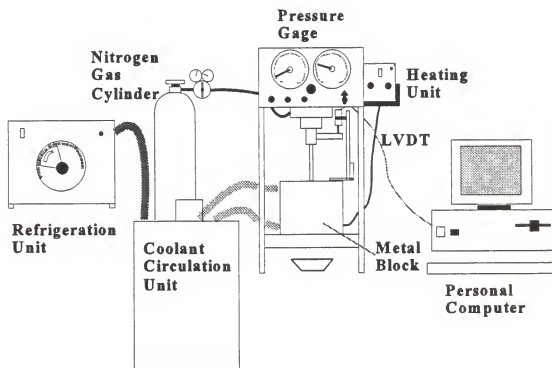 Pressure
Gage
Nitrogen
Gas
Cylinder
Heating
Unit
LVDT
Refrigeration
Unit
Coolant
Circulation
Unit
Metal
Block
Personal
Computer